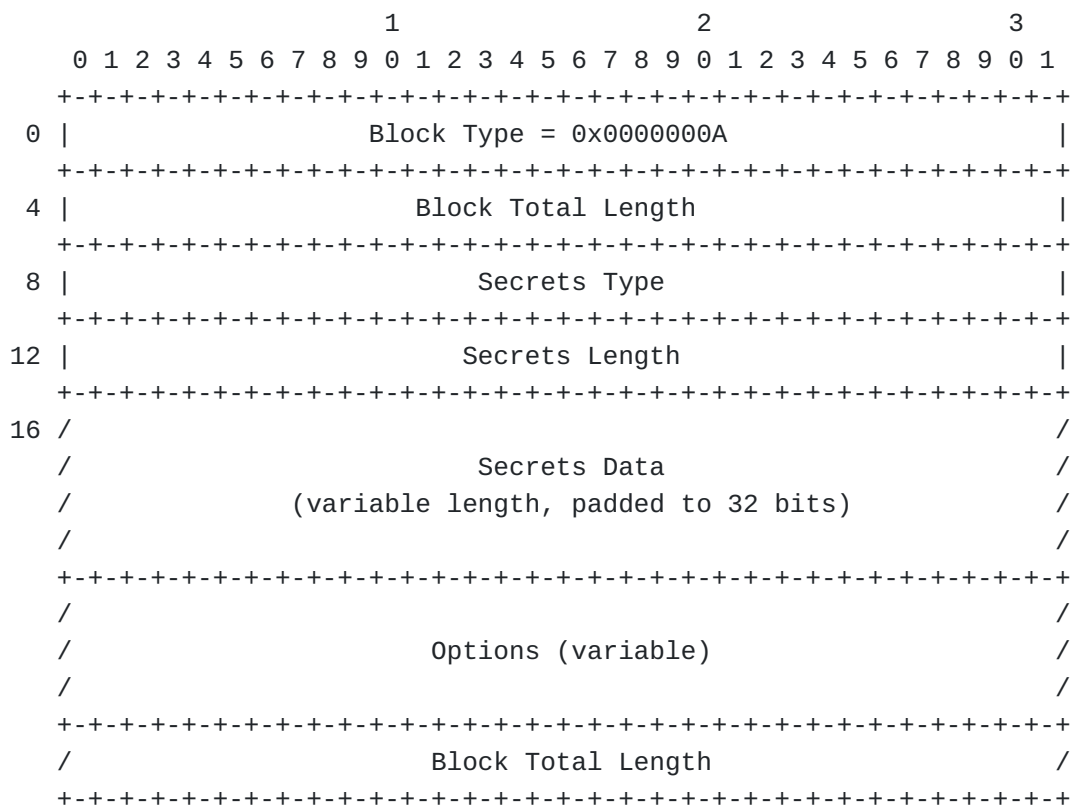 1                   2                   3
    0 1 2 3 4 5 6 7 8 9 0 1 2 3 4 5 6 7 8 9 0 1 2 3 4 5 6 7 8 9 0 1
   +-+-+-+-+-+-+-+-+-+-+-+-+-+-+-+-+-+-+-+-+-+-+-+-+-+-+-+-+-+-+-+-+
 0 |                   Block Type = 0x0000000A                     |
   +-+-+-+-+-+-+-+-+-+-+-+-+-+-+-+-+-+-+-+-+-+-+-+-+-+-+-+-+-+-+-+-+
 4 |                      Block Total Length                       |
   +-+-+-+-+-+-+-+-+-+-+-+-+-+-+-+-+-+-+-+-+-+-+-+-+-+-+-+-+-+-+-+-+
 8 |                          Secrets Type                         |
   +-+-+-+-+-+-+-+-+-+-+-+-+-+-+-+-+-+-+-+-+-+-+-+-+-+-+-+-+-+-+-+-+
12 |                         Secrets Length                        |
   +-+-+-+-+-+-+-+-+-+-+-+-+-+-+-+-+-+-+-+-+-+-+-+-+-+-+-+-+-+-+-+-+
16 /                                                               /
   /                          Secrets Data                         /
   /              (variable length, padded to 32 bits)             /
   /                                                               /
   +-+-+-+-+-+-+-+-+-+-+-+-+-+-+-+-+-+-+-+-+-+-+-+-+-+-+-+-+-+-+-+-+
   /                                                               /
   /                       Options (variable)                      /
   /                                                               /
   +-+-+-+-+-+-+-+-+-+-+-+-+-+-+-+-+-+-+-+-+-+-+-+-+-+-+-+-+-+-+-+-+
   /                       Block Total Length                      /
   +-+-+-+-+-+-+-+-+-+-+-+-+-+-+-+-+-+-+-+-+-+-+-+-+-+-+-+-+-+-+-+-+